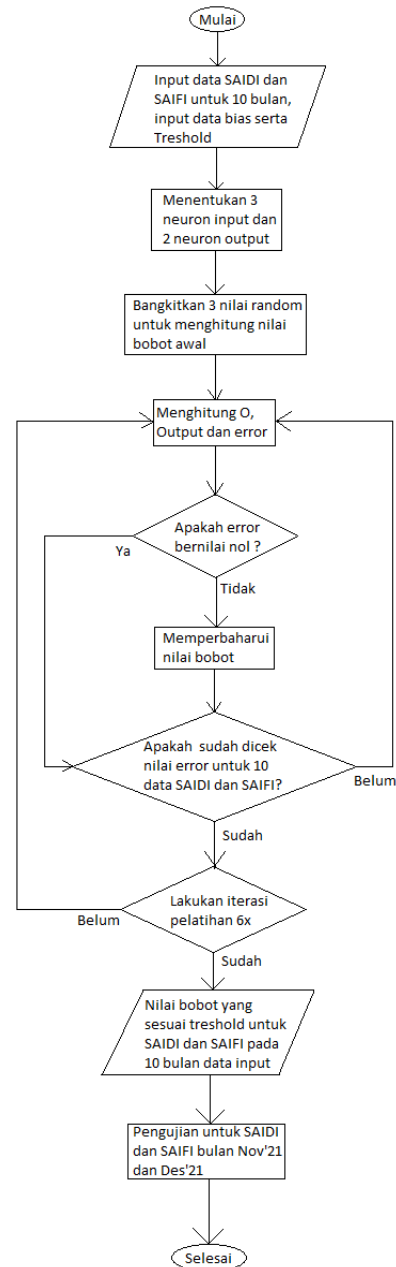 Mulai
Input data SAIDI dan
SAIFI untuk 10 bulan,
input data bias serta
Treshold
Menentukan 3
neuron input dan
2 neuron output
Bangkitkan 3 nilai random
untuk menghitung nilai
bobot awal
Menghitung O,
Output dan error
Apakah error
bernilai nol ?
Ya
Tidak
Memperbaharui
nilai bobot
Apakah sudah dicek
nilai error untuk 10
data SAIDI dan SAIFI?
Belum
Sudah
Lakukan iterasi
pelatihan 6x
Belum
Sudah
Nilai bobot yang
sesuai treshold untuk
SAIDI dan SAIFI pada
10 bulan data input
Pengujian untuk SAIDI
dan SAIFI bulan Nov'21
dan Des'21
Selesai